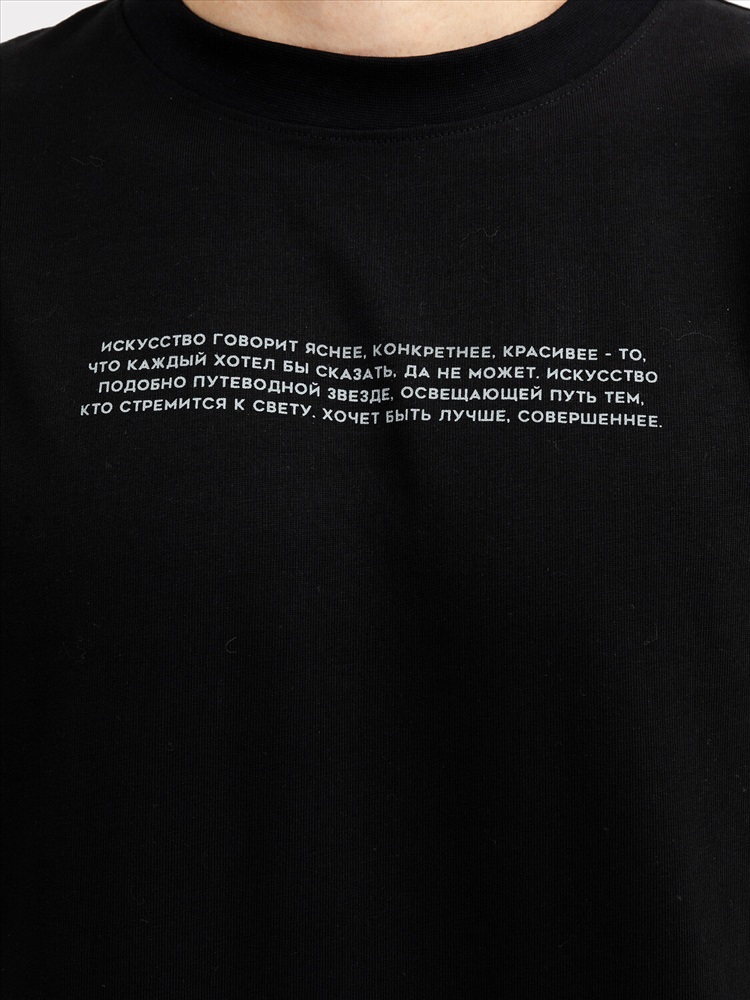 ИСКУССТВО ГОВОРИТ ЯСНЕЕ, КОНКРЕТНЕЕ, КРАСИВЕЕ - ТО,
ЧТО КАЖДЫЙ ХОТЕЛ БЫ СКАЗАТЬ, ДА НЕ МОЖЕТ. ИСКУССТВО
ПОДОБНО ПУТЕВОДНОЙ ЗВЕЗДЕ, ОСВЕЩАЮЩЕЙ ПУТЬ ТЕМ,
КТО СТРЕМИТСЯ К СВЕТУ. ХОЧЕТ БЫТЬ ЛУЧШЕ, СОВЕРШЕННЕЕ.